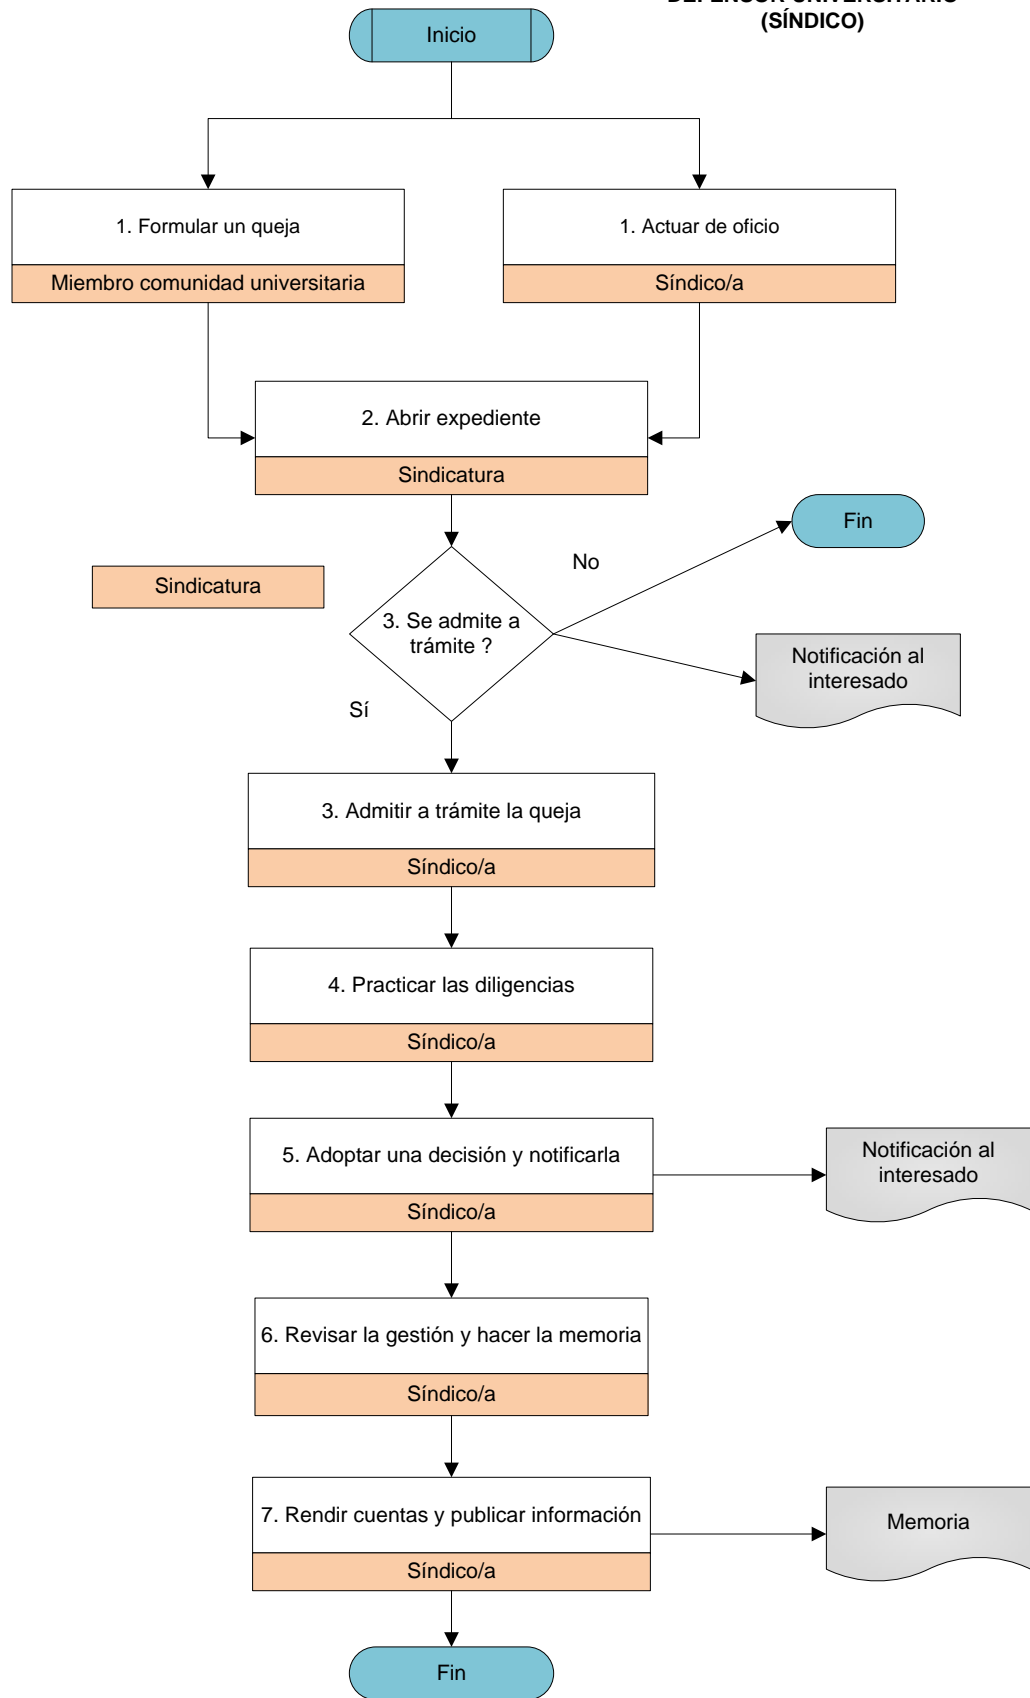 (SÍNDICO)
Inicio
1. Formular un queja
Miembro comunidad universitaria
1. Actuar de oficio
Síndico/a
2. Abrir expediente
Sindicatura
Fin
No
Sindicatura
3. Se admite a
trámite ?
Notificación al
interesado
Sí
3. Admitir a trámite la queja
Síndico/a
4. Practicar las diligencias
Síndico/a
5. Adoptar una decisión y notificarla
Síndico/a
Notificación al
interesado
6. Revisar la gestión y hacer la memoria
Síndico/a
7. Rendir cuentas y publicar información
Síndico/a
Memoria
Fin